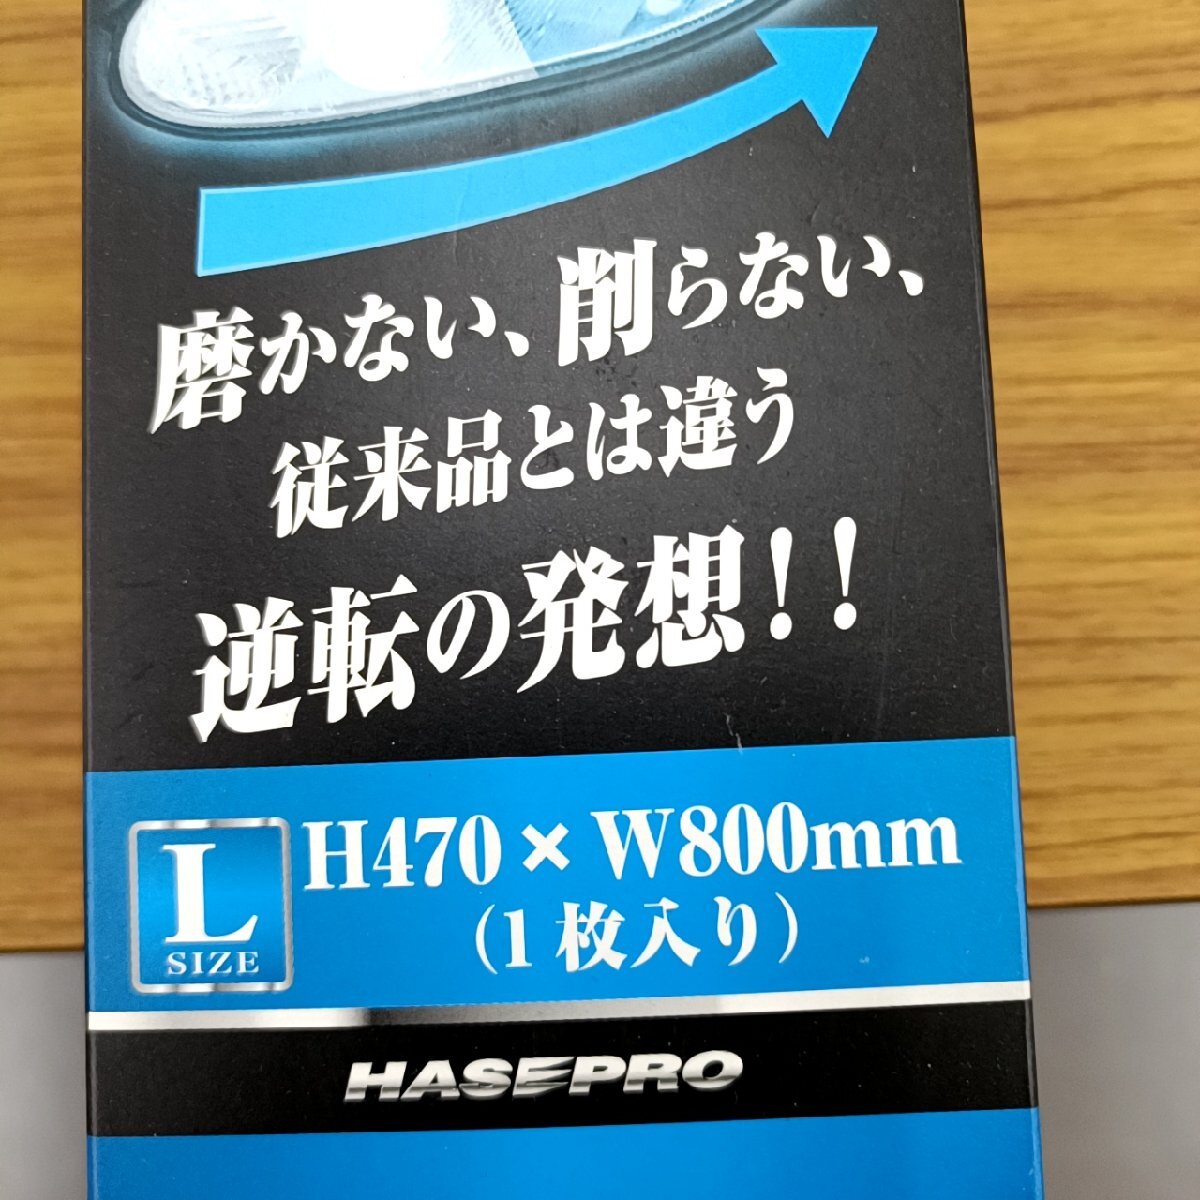 磨かない、削らない、
従来品とは違う
逆転の発想！！
L
SIZE
H470 × W800mm
(1枚入り)
HASEPRO